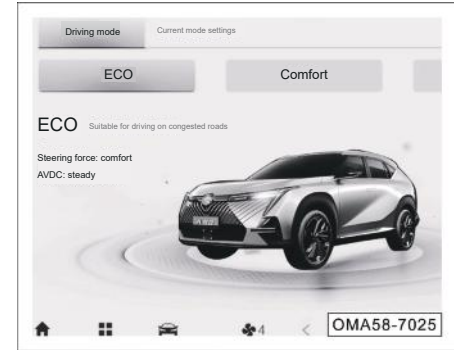 Driving mode
Current mode settings
ECO
Comfort
ECO Suitable for driving on congested roads
Steering force: comfort
AVDC: steady
4
OMA58-7025